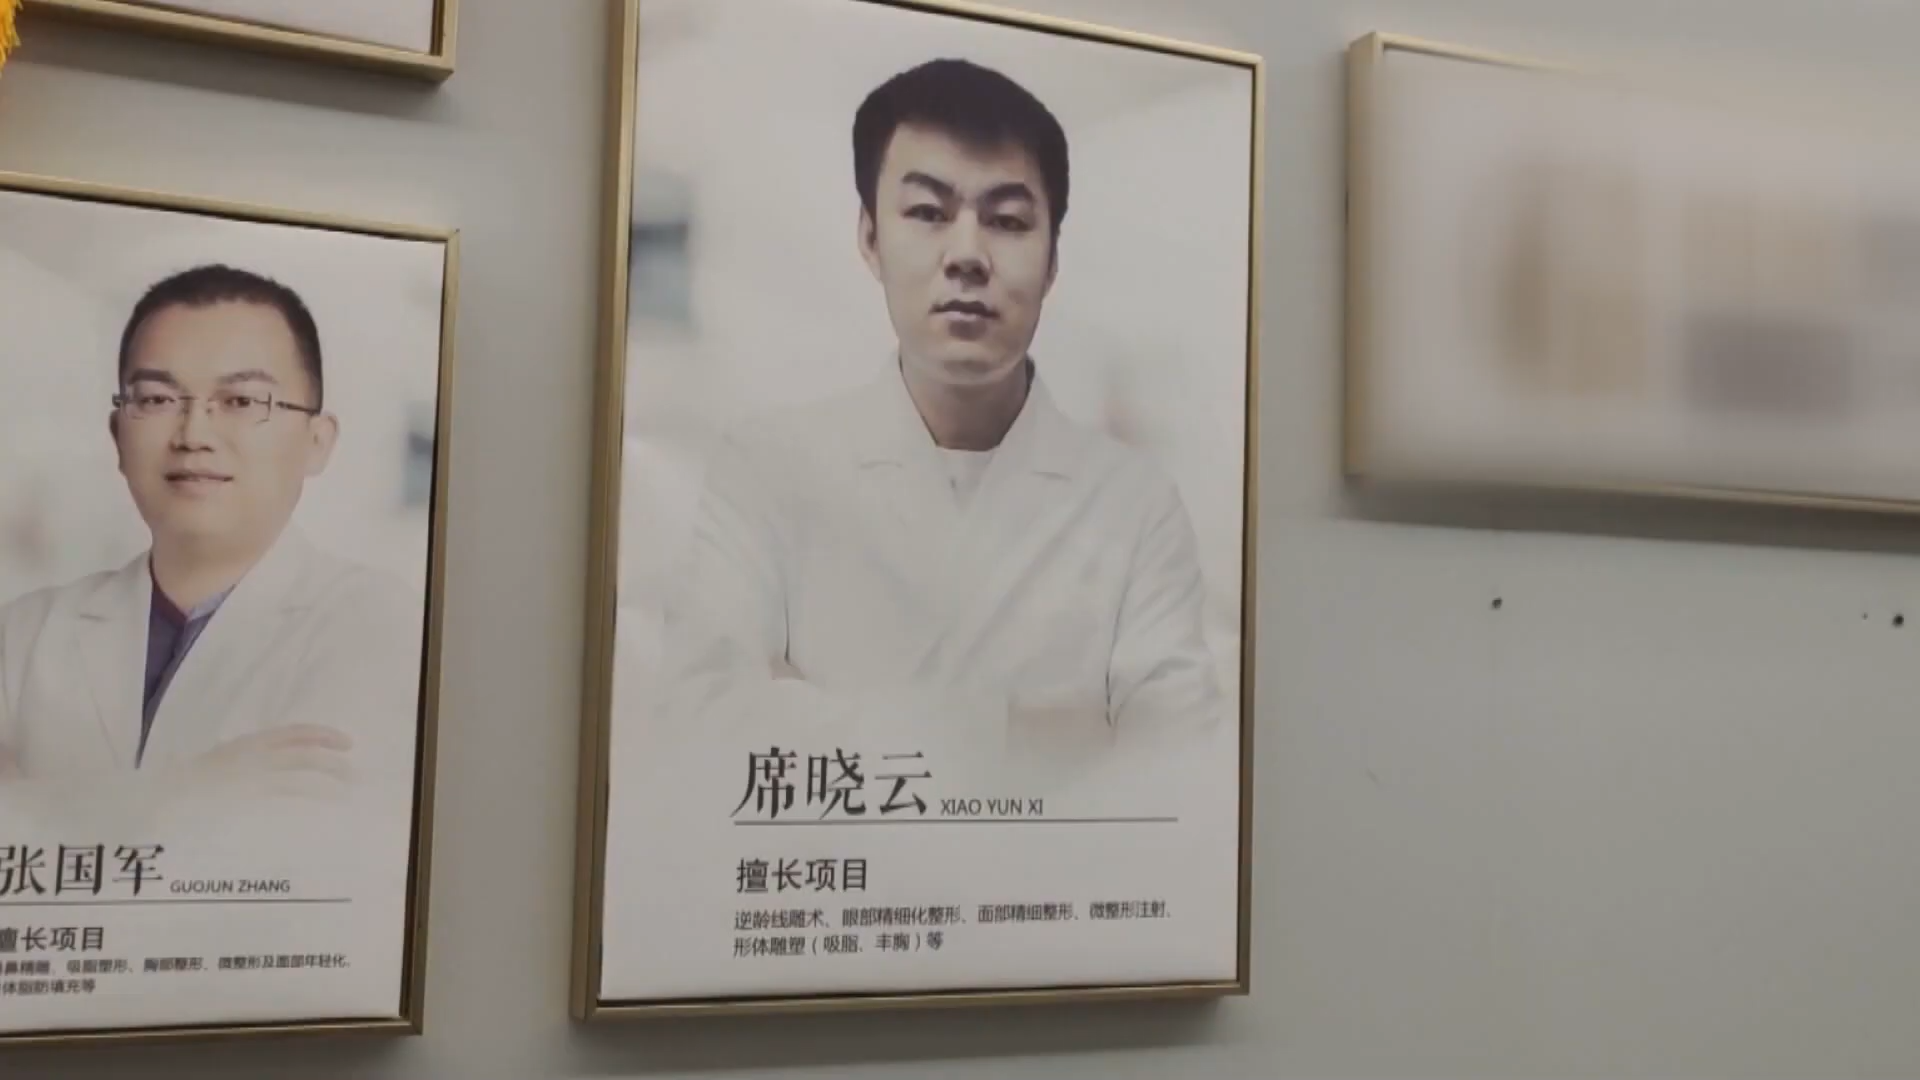 张国军 GUOJUN ZHANG
擅长项目
鼻精雕、吸脂塑形、胸部整形、微整形及面部年轻化、
体脂肪填充等
席晓云 XIAO YUN XI
擅长项目
逆龄线雕术、眼部精细化整形、面部精细整形、微整形注射、
形体雕塑（吸脂、丰胸）等